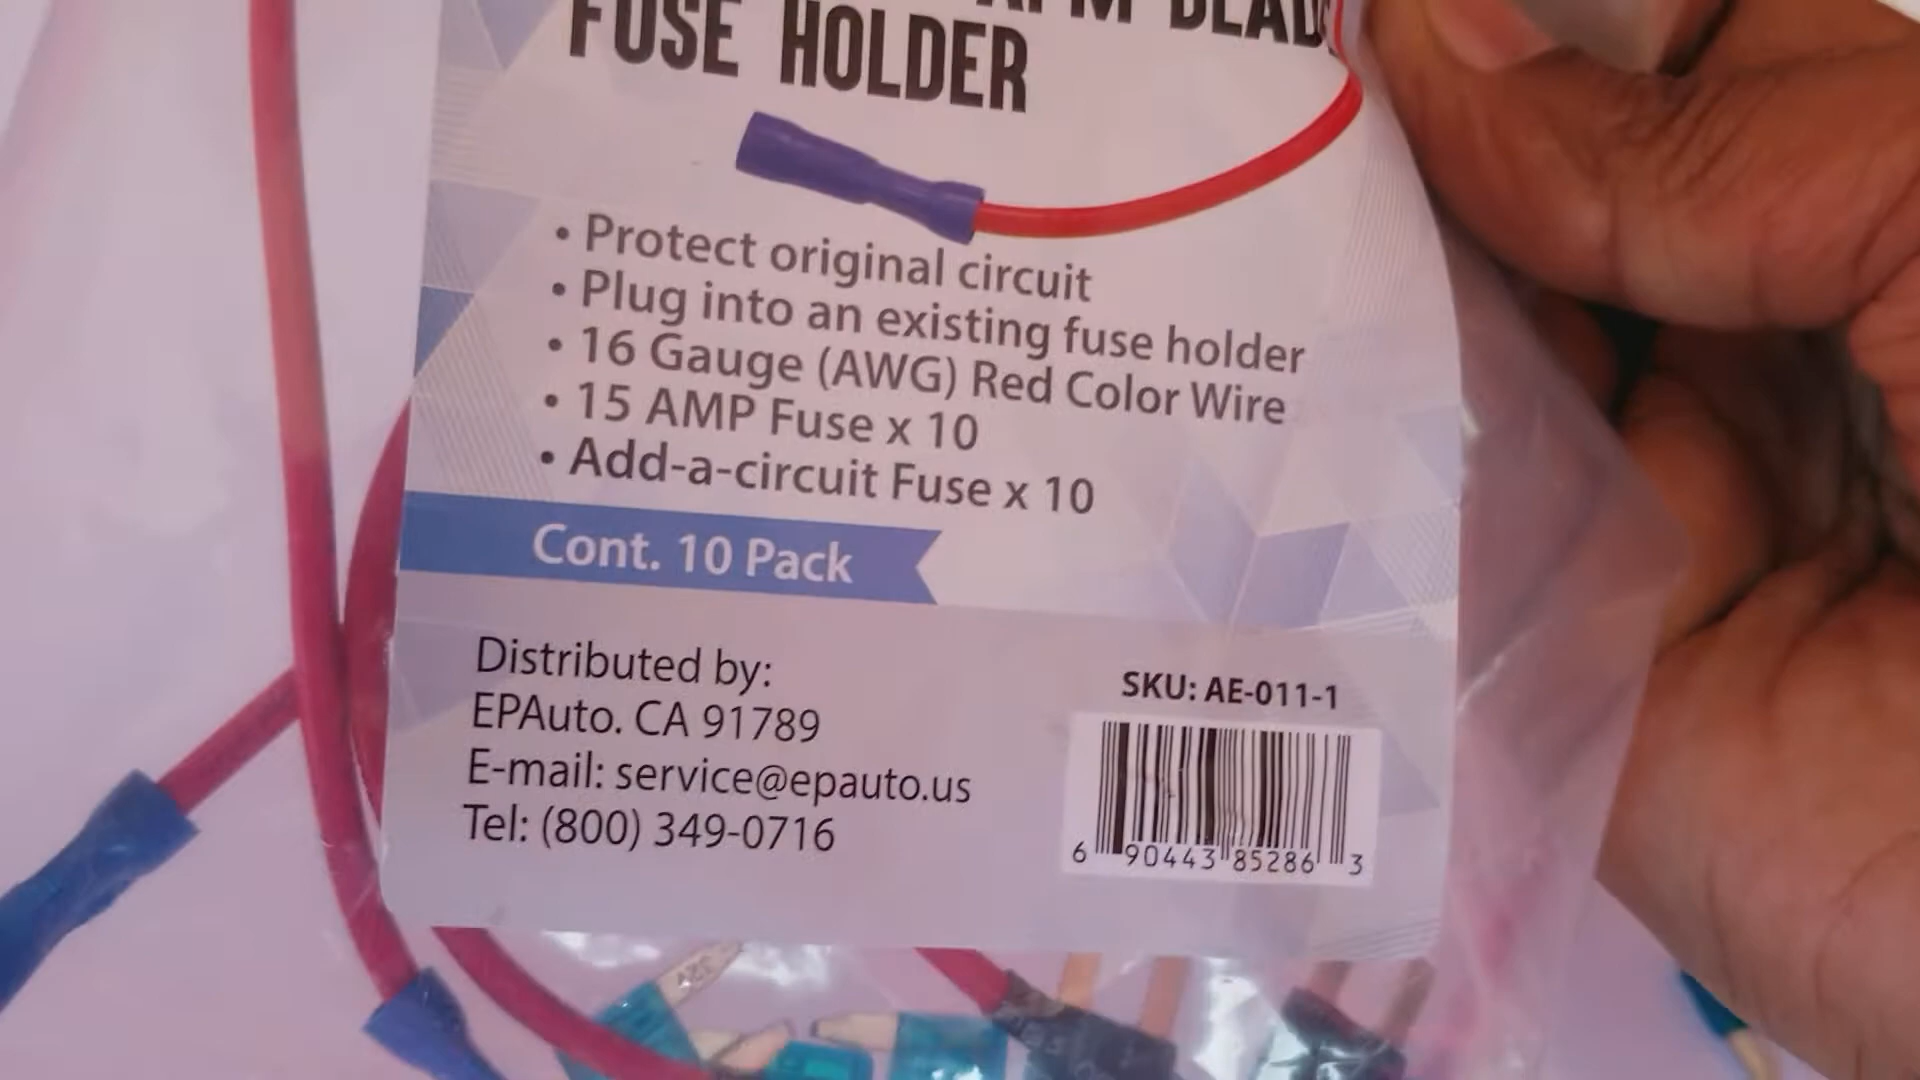 FUSE HOLDER
• Protect original circuit
• Plug into an existing fuse holder
• 16 Gauge (AWG) Red Color Wire
• 15 AMP Fuse x 10
• Add-a-circuit Fuse x 10
Cont. 10 Pack
Distributed by:
EPAuto. CA 91789
E-mail: service@epauto.us
Tel: (800) 349-0716
SKU: AE-011-1
6 90443 85286 3
32V